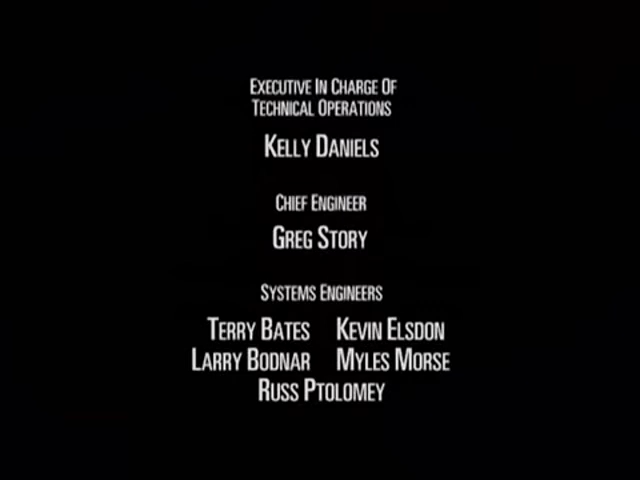 Executive In Charge Of
Technical Operations
Kelly Daniels
Chief Engineer
Greg Story
Systems Engineers
Terry Bates Kevin Elsdon
Larry Bodnar Myles Morse
Russ Ptolomey